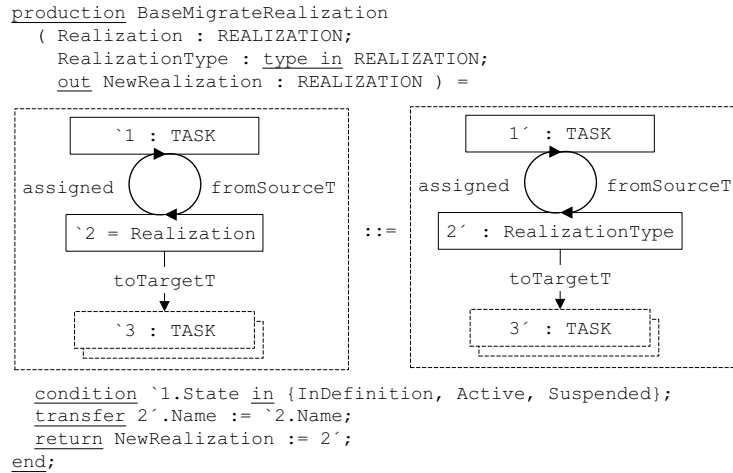 production BaseMigrateRealization
( Realization : REALIZATION;
RealizationType : type in REALIZATION;
out NewRealization : REALIZATION ) =
`1 : TASK
assigned
fromSourceT
`2 = Realization
toTargetT
`3 : TASK
::=
1´ : TASK
assigned
fromSourceT
2´ : RealizationType
toTargetT
3´ : TASK
condition `1.State in {InDefinition, Active, Suspended};
transfer 2´.Name := `2.Name;
return NewRealization := 2´;
end;